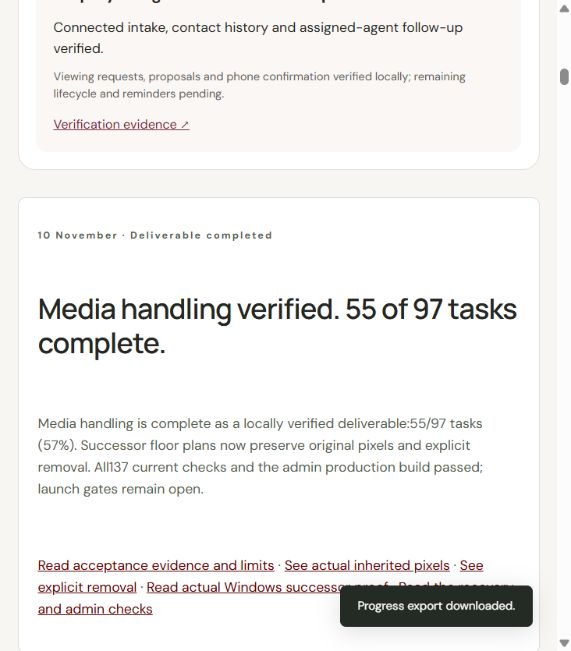 Connected intake, contact history and assigned-agent follow-up
verified.
Viewing requests, proposals and phone confirmation verified locally; remaining
lifecycle and reminders pending.
Verification evidence ↗
10 November · Deliverable completed
Media handling verified. 55 of 97 tasks
complete.
Media handling is complete as a locally verified deliverable:55/97 tasks
(57%). Successor floor plans now preserve original pixels and explicit
removal. All137 current checks and the admin production build passed;
launch gates remain open.
Read acceptance evidence and limits · See actual inherited pixels · See
explicit removal · Read actual Windows successor proof · Read the recovery
and admin checks
Progress export downloaded.